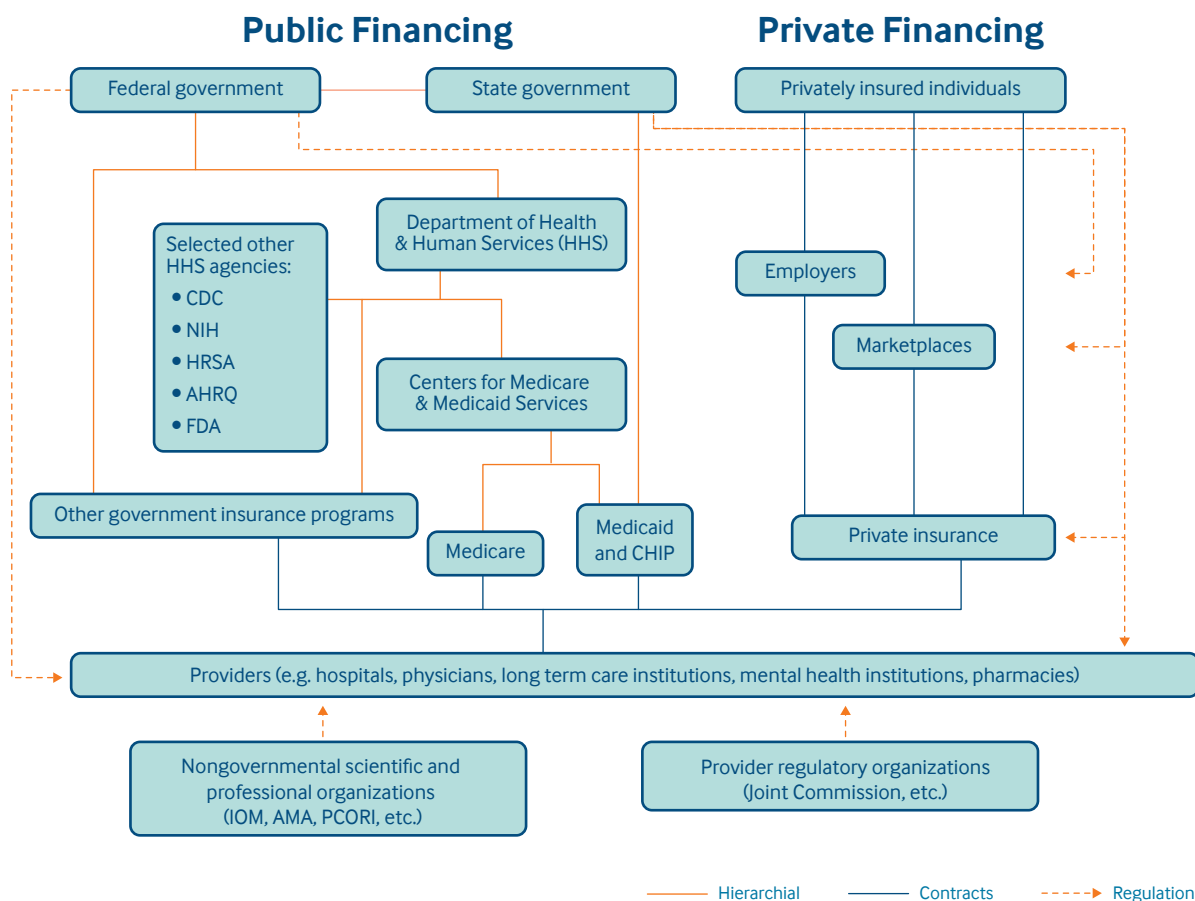 Public Financing
Private Financing
Federal government
State government
Privately insured individuals
Department of Health
& Human Services (HHS)
Selected other
HHS agencies:
• CDC
• NIH
• HRSA
• AHRQ
• FDA
Employers
Marketplaces
Centers for Medicare
& Medicaid Services
Other government insurance programs
Medicare
Medicaid
and CHIP
Private insurance
Providers (e.g. hospitals, physicians, long term care institutions, mental health institutions, pharmacies)
Nongovernmental scientific and
professional organizations
(IOM, AMA, PCORI, etc.)
Provider regulatory organizations
(Joint Commission, etc.)
Hierarchial
Contracts
Regulation